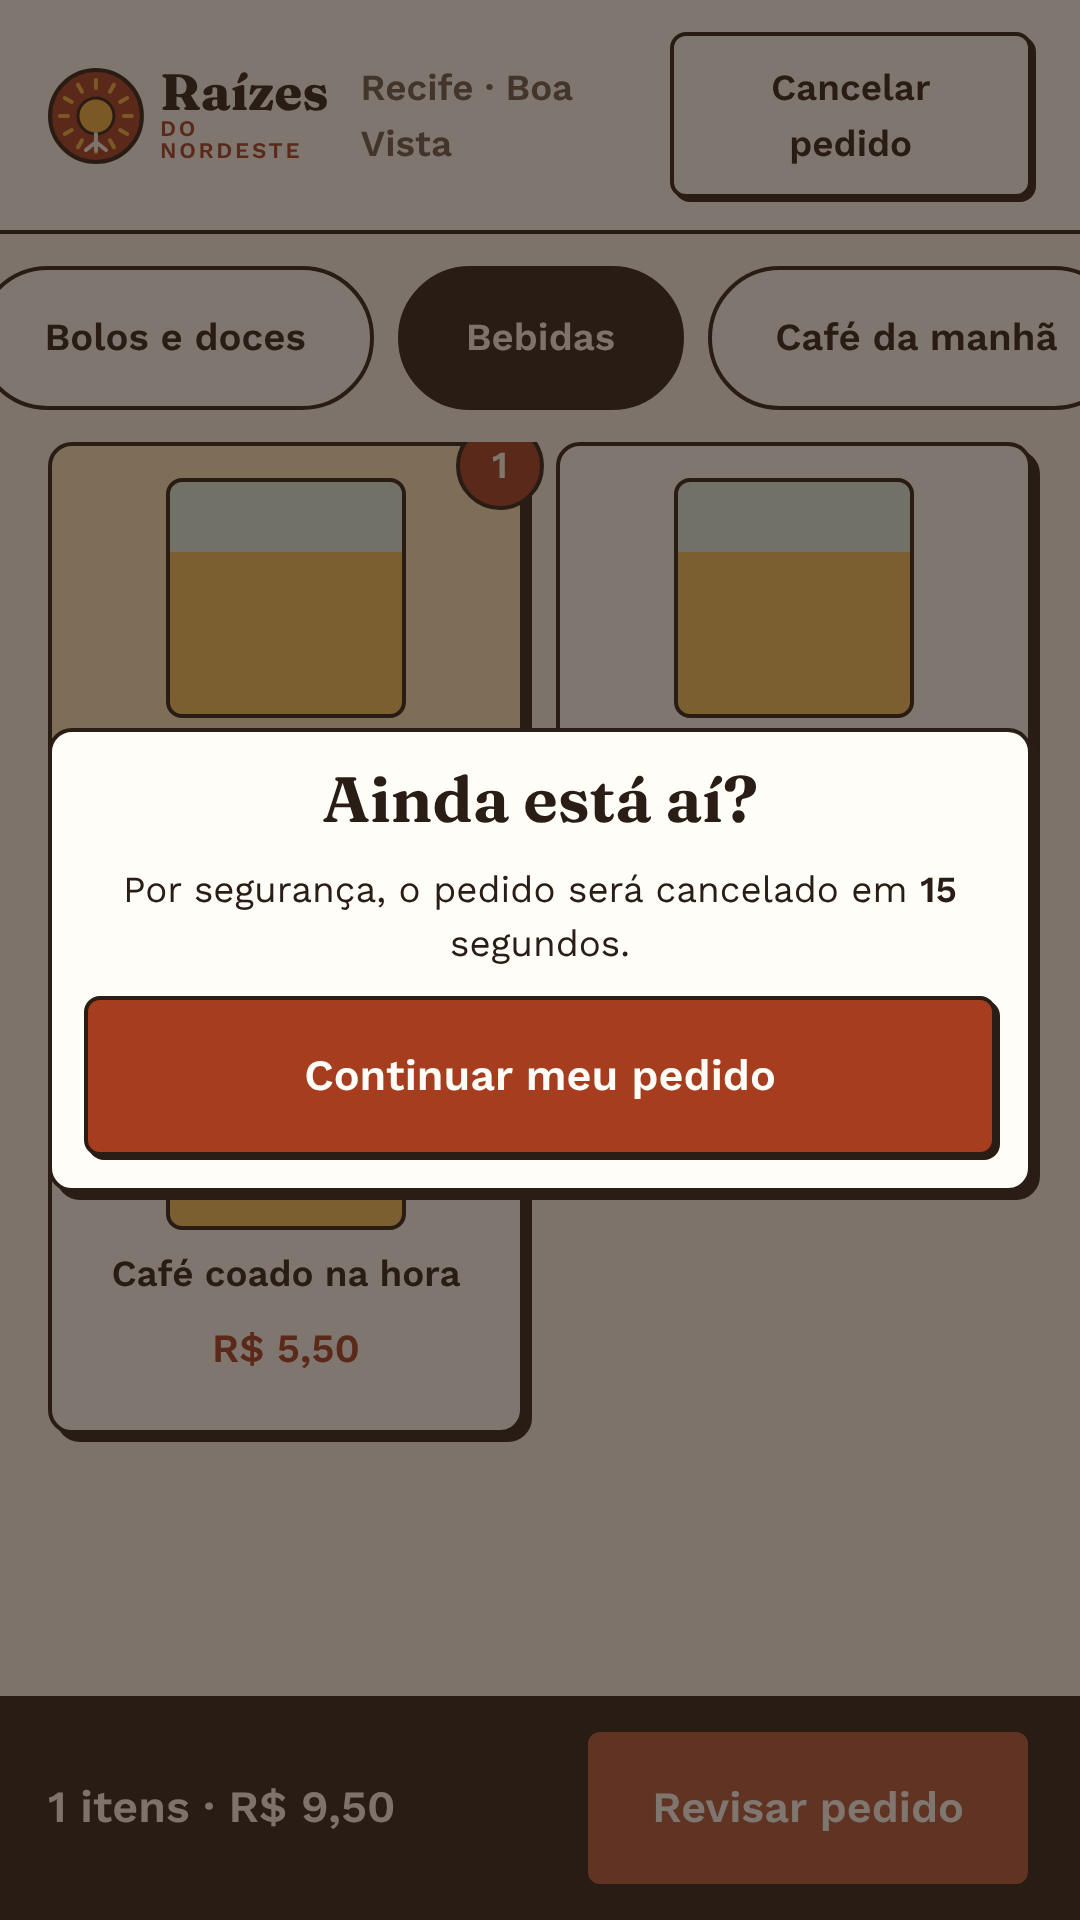 Raízes
DO
NORDESTE
Recife · Boa
Vista
Cancelar
pedido
Bolos e doces
Bebidas
Café da manhã
1
Ainda está aí?
Por segurança, o pedido será cancelado em 15
segundos.
Continuar meu pedido
Café coado na hora
R$ 5,50
1 itens · R$ 9,50
Revisar pedido